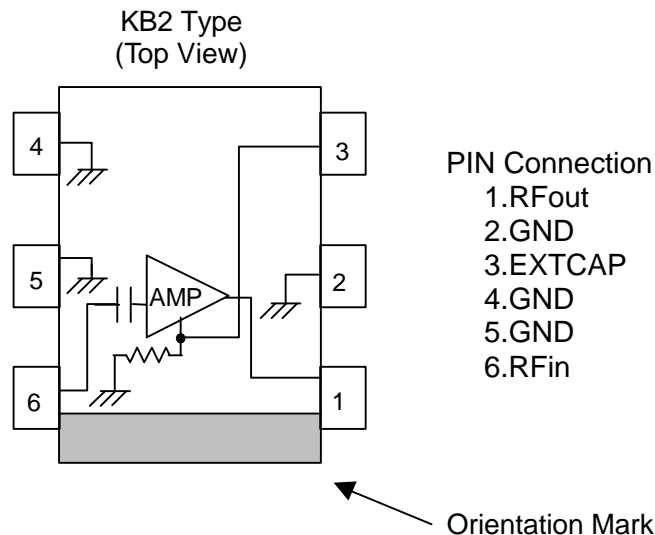 KB2 Type
(Top View)
4
3
5
AMP
2
6
1
PIN Connection
1.RFout
2.GND
3.EXTCAP
4.GND
5.GND
6.RFin
Orientation Mark